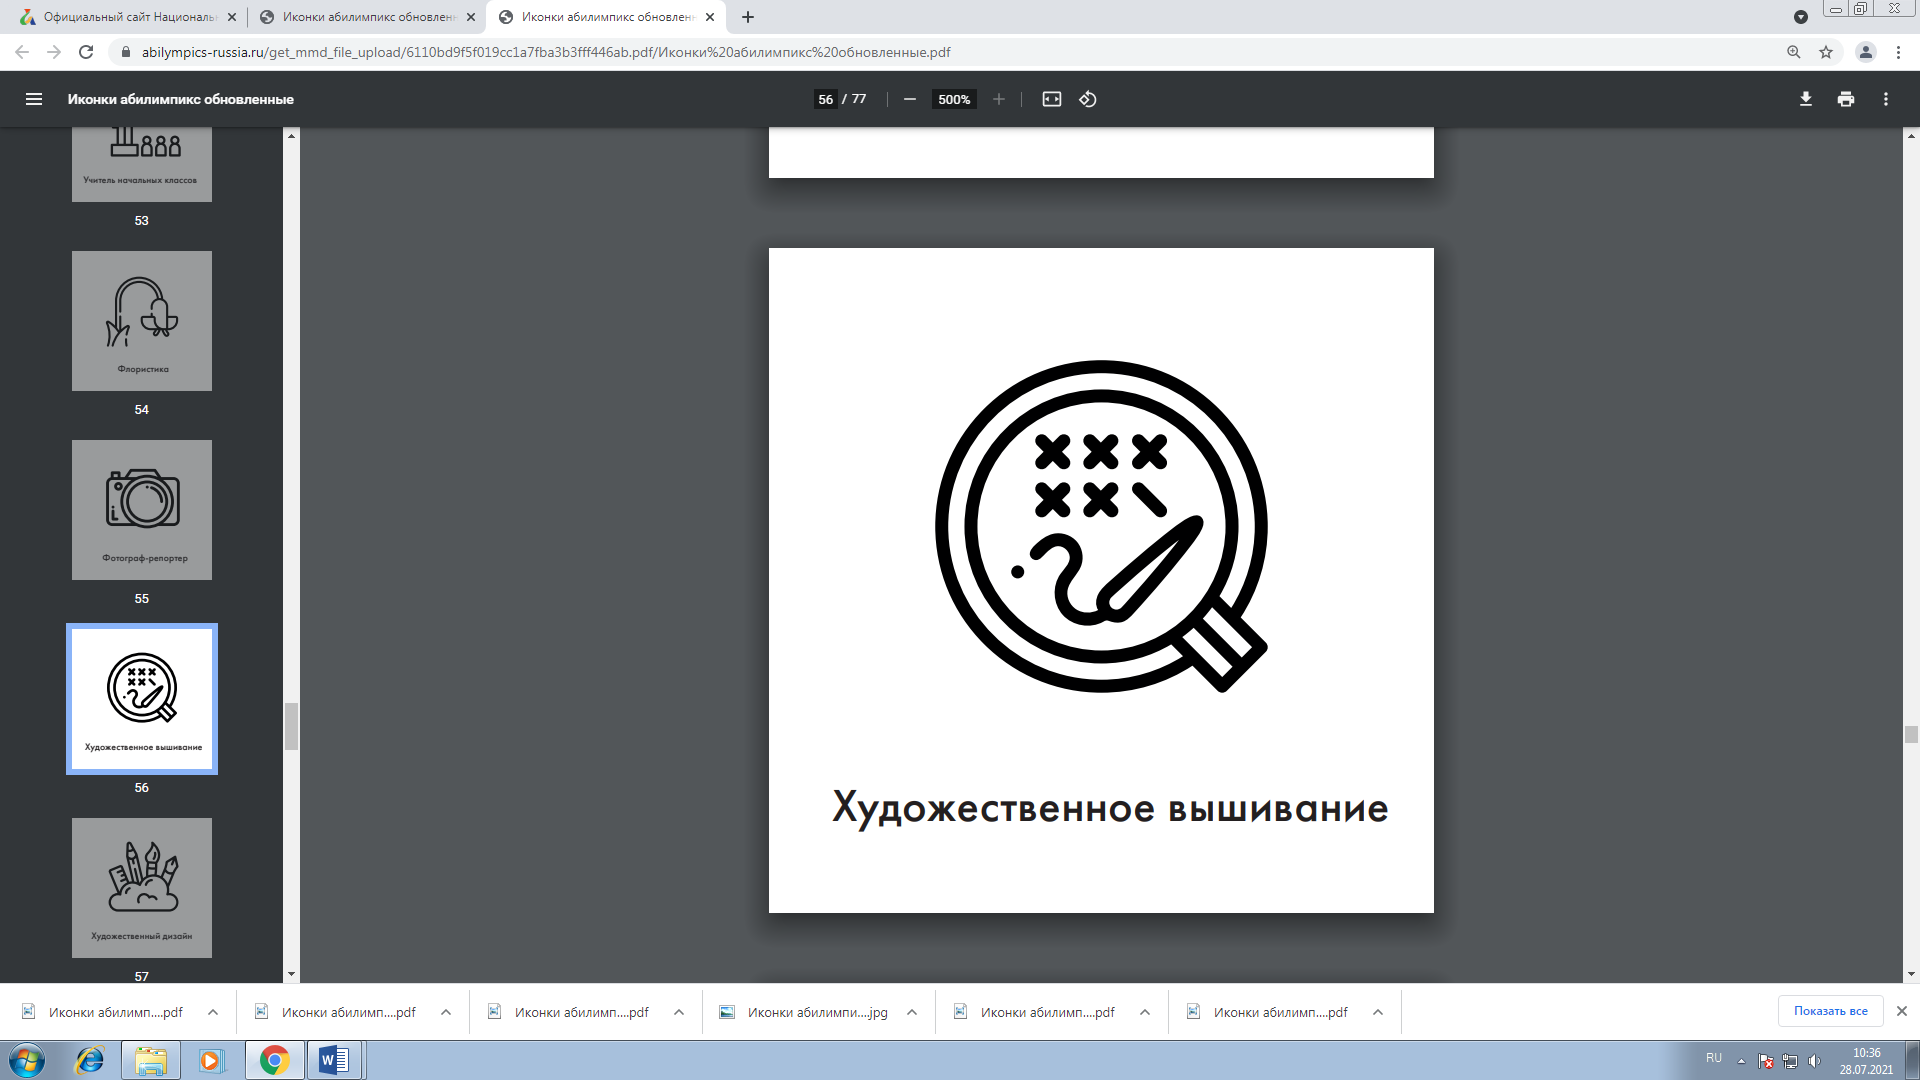 Официальный сайт Националь
Иконки абилимпикс обновлен
Иконки абилимпикс обновлен
abilympics-russia.ru/get_mmd_file_upload/6110bd9f5f019cc1a7fba3b3fff446ab.pdf/Иконки%20абилимпикс%20обновленные.pdf
Иконки абилимпикс обновленные
56 / 77
500%
Учитель начальных классов
53
Флористика
54
Фотограф-репортер
55
Художественное вышивание
56
Художественный дизайн
57
Художественное вышивание
Иконки абилимп....pdf
Иконки абилимп....pdf
Иконки абилимп....pdf
Иконки абилимпи....jpg
Иконки абилимп....pdf
Иконки абилимп....pdf
Показать все
RU
10:36
28.07.2021